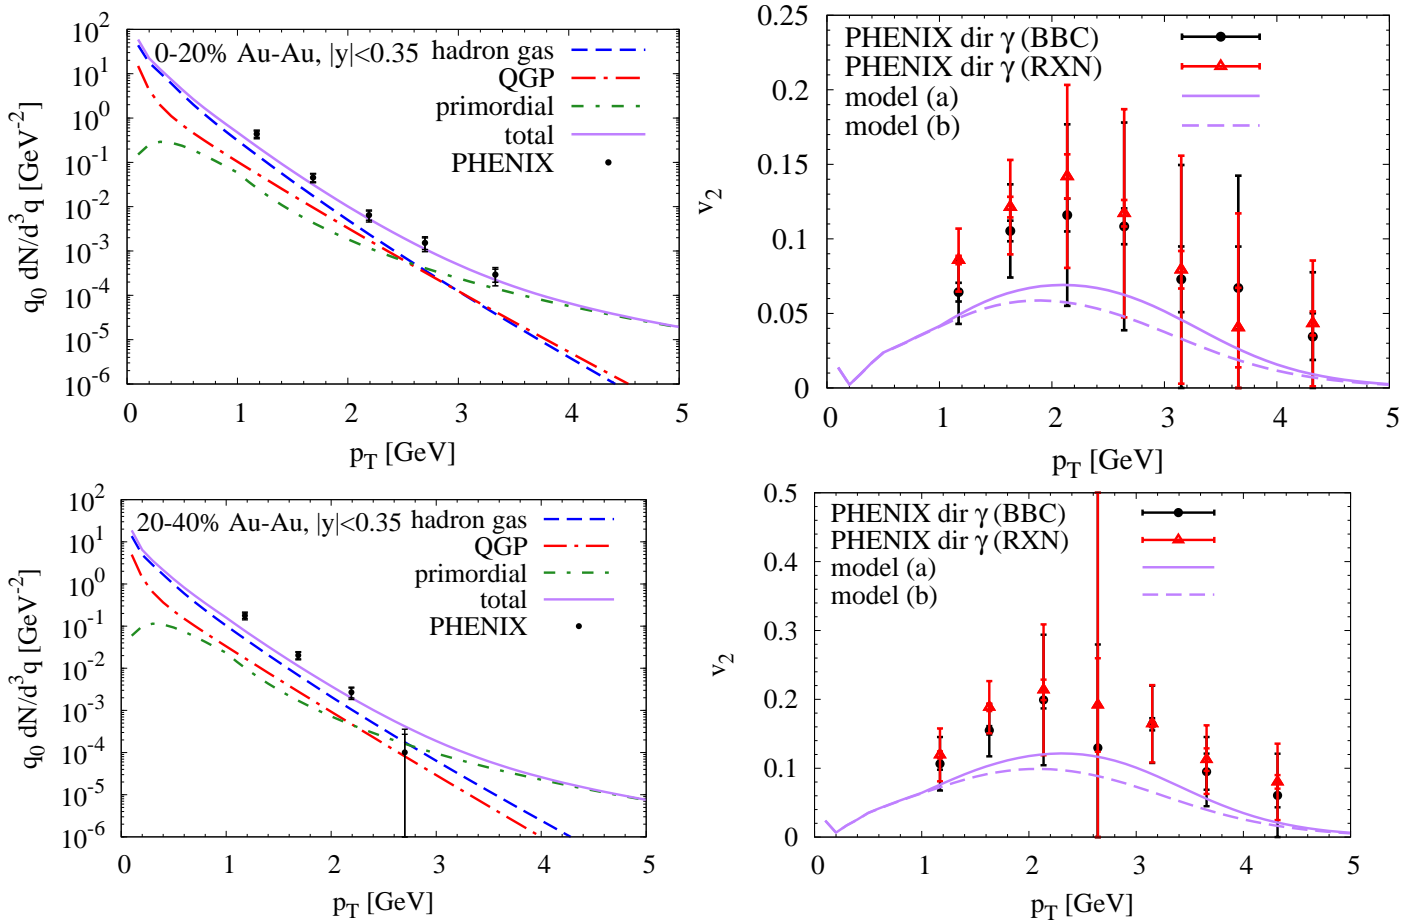 0-20% Au-Au, |y|<0.35
hadron gas
QGP
primordial
total
PHENIX
10^2
10^1
10^0
10^-1
10^-2
10^-3
10^-4
10^-5
10^-6
q_0 dN/d^3q [GeV^-2]
0 1 2 3 4 5
p_T [GeV]
PHENIX dir γ (BBC)
PHENIX dir γ (RXN)
model (a)
model (b)
0.25
0.2
0.15
0.1
0.05
0
v_2
0 1 2 3 4 5
p_T [GeV]
20-40% Au-Au, |y|<0.35
hadron gas
QGP
primordial
total
PHENIX
10^2
10^1
10^0
10^-1
10^-2
10^-3
10^-4
10^-5
10^-6
q_0 dN/d^3q [GeV^-2]
0 1 2 3 4 5
p_T [GeV]
PHENIX dir γ (BBC)
PHENIX dir γ (RXN)
model (a)
model (b)
0.5
0.4
0.3
0.2
0.1
0
v_2
0 1 2 3 4 5
p_T [GeV]